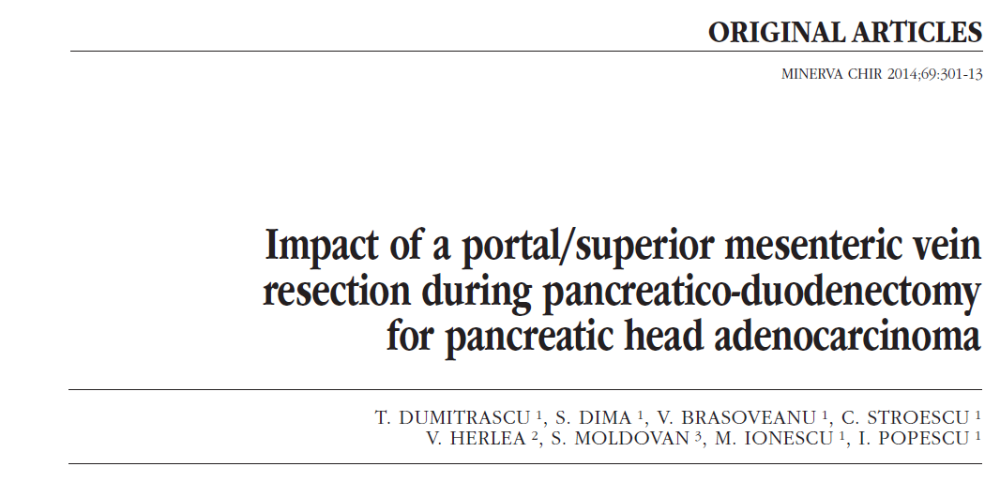 ORIGINAL ARTICLES
MINERVA CHIR 2014;69:301-13
Impact of a portal/superior mesenteric vein
resection during pancreatico-duodenectomy
for pancreatic head adenocarcinoma
T. DUMITRASCU ¹, S. DIMA ¹, V. BRASOVEANU ¹, C. STROESCU ¹
V. HERLEA ², S. MOLDOVAN ³, M. IONESCU ¹, I. POPESCU ¹